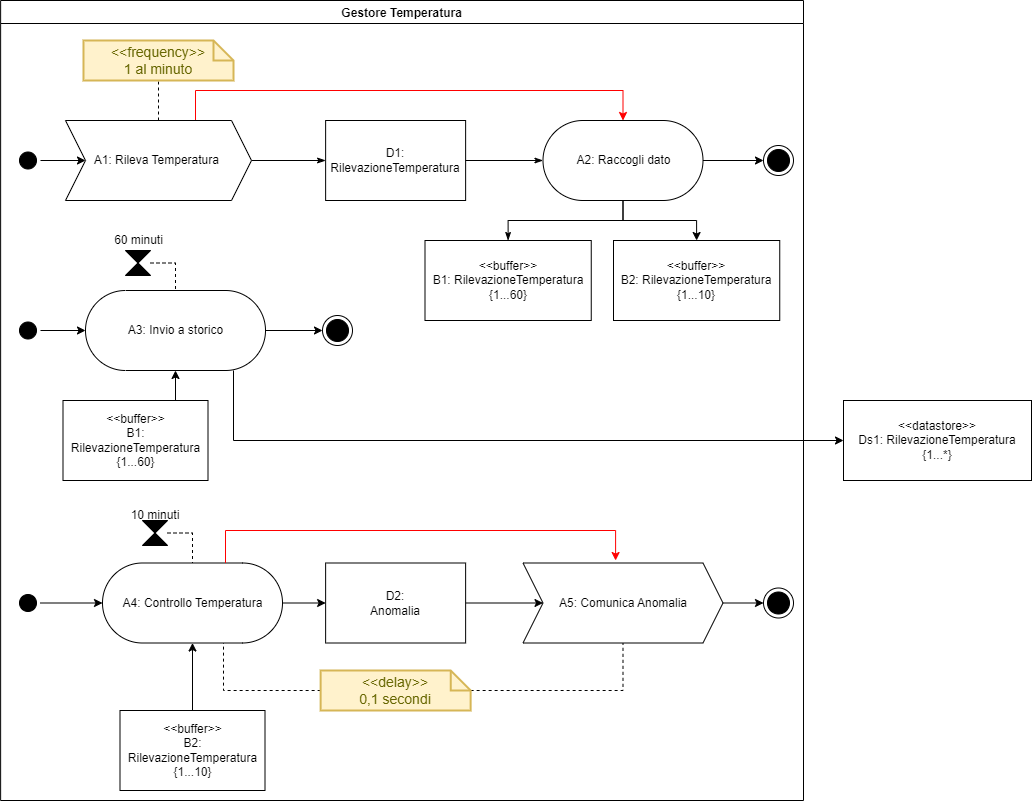 Gestore Temperatura
<<frequency>>
1 al minuto
A1: Rileva Temperatura
D1:
RilevazioneTemperatura
A2: Raccogli dato
<<buffer>>
B1: RilevazioneTemperatura
{1...60}
<<buffer>>
B2: RilevazioneTemperatura
{1...10}
60 minuti
A3: Invio a storico
<<buffer>>
B1:
RilevazioneTemperatura
{1...60}
<<datastore>>
Ds1: RilevazioneTemperatura
{1...*}
10 minuti
A4: Controllo Temperatura
D2:
Anomalia
A5: Comunica Anomalia
<<delay>>
0,1 secondi
<<buffer>>
B2:
RilevazioneTemperatura
{1...10}